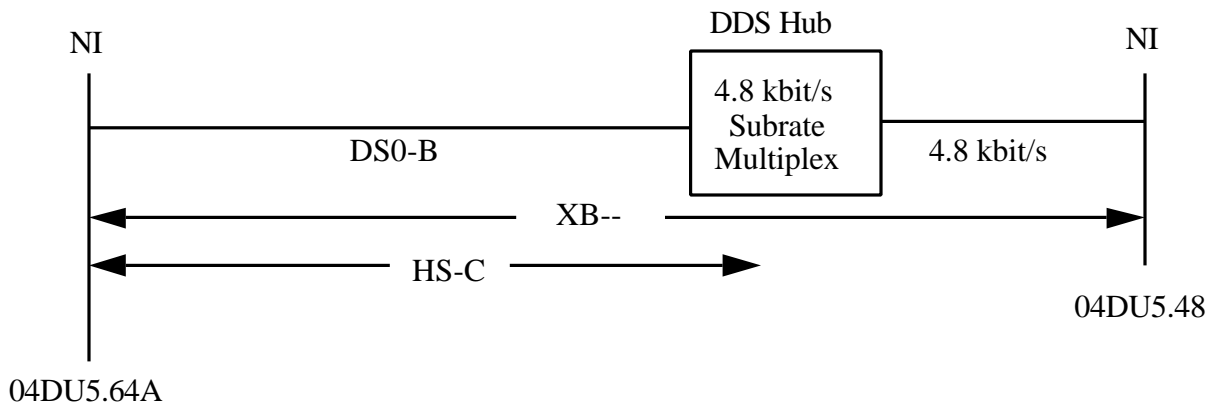 DDS Hub
NI
NI
4.8 kbit/s
Subrate
Multiplex
DS0-B
4.8 kbit/s
XB--
HS-C
04DU5.48
04DU5.64A